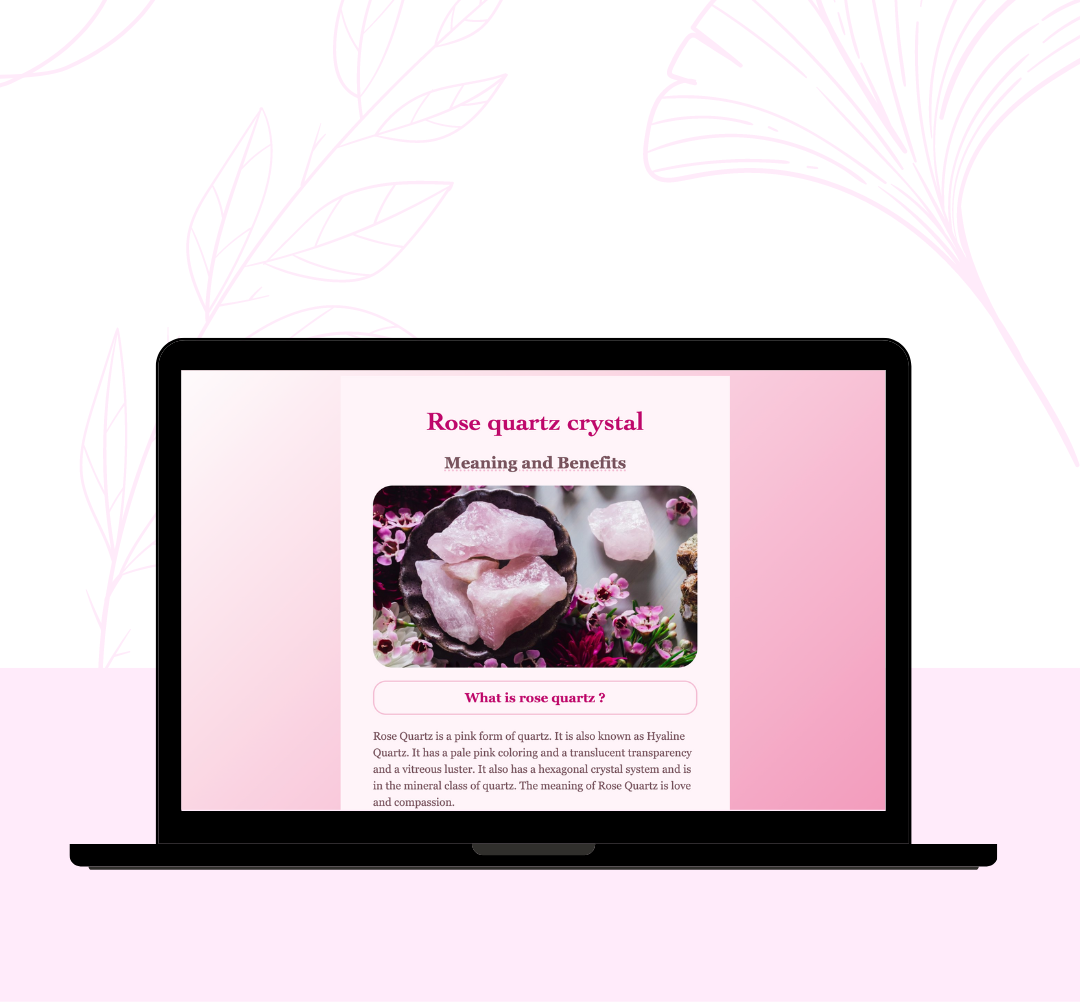 Rose quartz crystal
Meaning and Benefits
What is rose quartz ?
Rose Quartz is a pink form of quartz. It is also known as Hyaline
Quartz. It has a pale pink coloring and a translucent transparency
and a vitreous luster. It also has a hexagonal crystal system and is
in the mineral class of quartz. The meaning of Rose Quartz is love
and compassion.